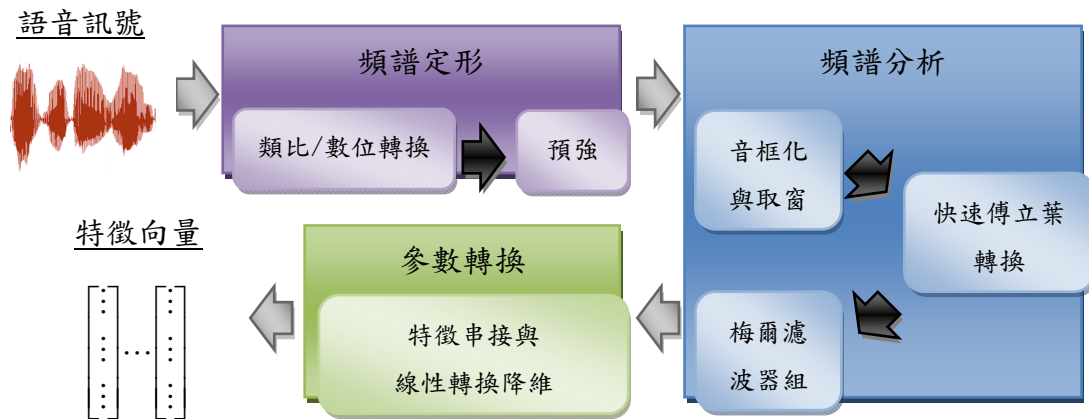 語音訊號
頻譜定形
類比/數位轉換
預強
頻譜分析
音框化
與取窗
快速傅立葉
轉換
梅爾濾
波器組
參數轉換
特徵串接與
線性轉換降維
特徵向量